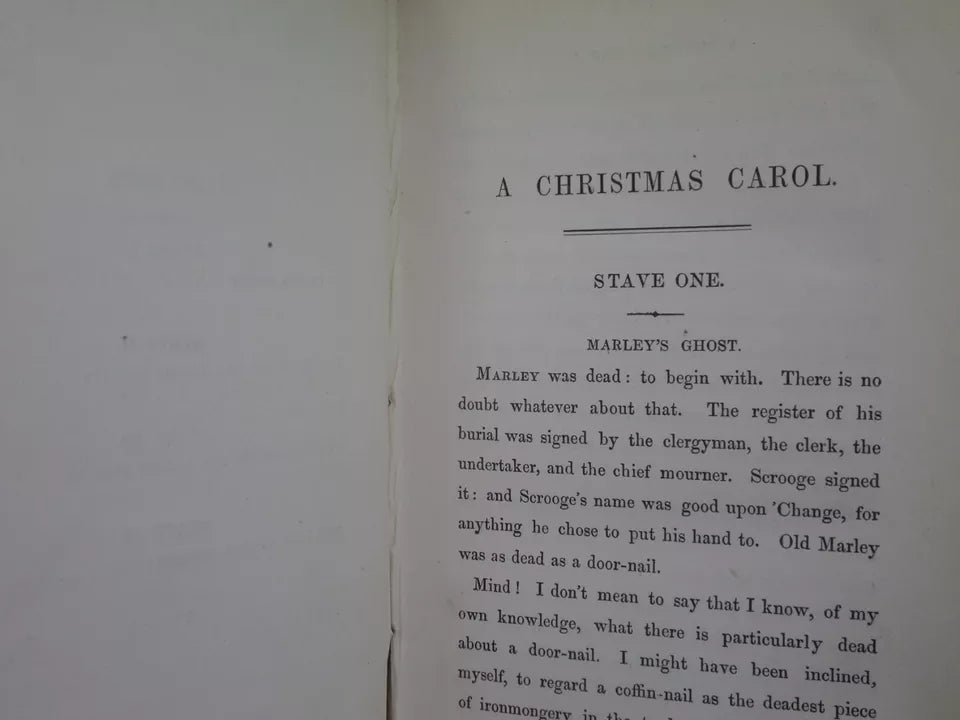 A CHRISTMAS CAROL.
STAVE ONE.
MARLEY'S GHOST.
MARLEY was dead: to begin with. There is no
doubt whatever about that. The register of his
burial was signed by the clergyman, the clerk, the
undertaker, and the chief mourner. Scrooge signed
it: and Scrooge's name was good upon 'Change, for
anything he chose to put his hand to. Old Marley
was as dead as a door-nail.
Mind! I don't mean to say that I know, of my
own knowledge, what there is particularly dead
about a door-nail. I might have been inclined,
myself, to regard a coffin-nail as the deadest piece
of ironmongery in the